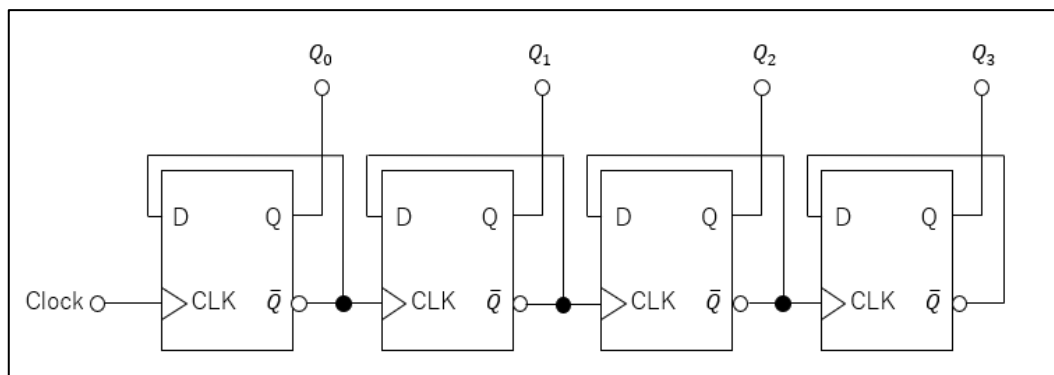 Q₀ Q₁ Q₂ Q₃
D Q D Q D Q D Q
Clock CLK Q̄ CLK Q̄ CLK Q̄ CLK Q̄